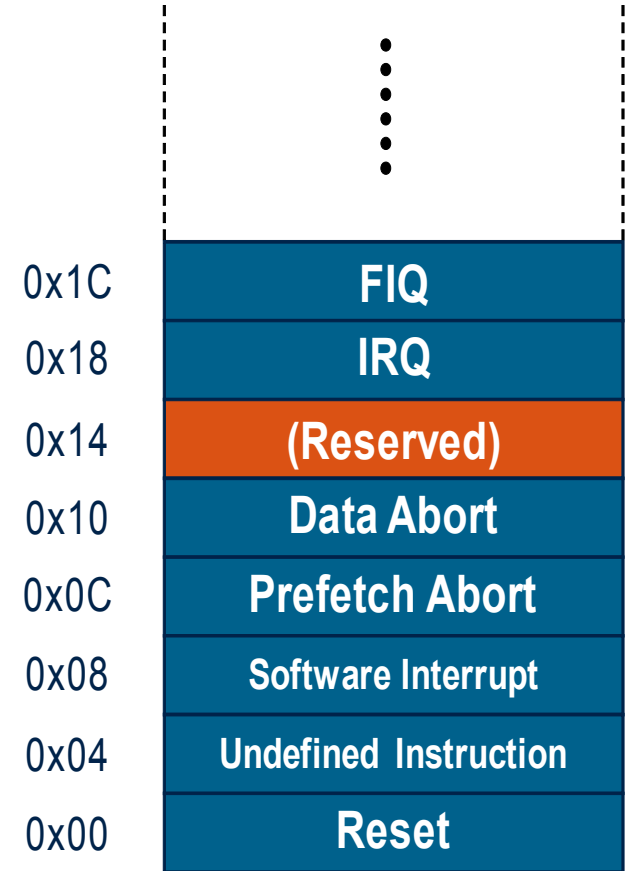 0x1C FIQ
0x18 IRQ
0x14 (Reserved)
0x10 Data Abort
0x0C Prefetch Abort
0x08 Software Interrupt
0x04 Undefined Instruction
0x00 Reset